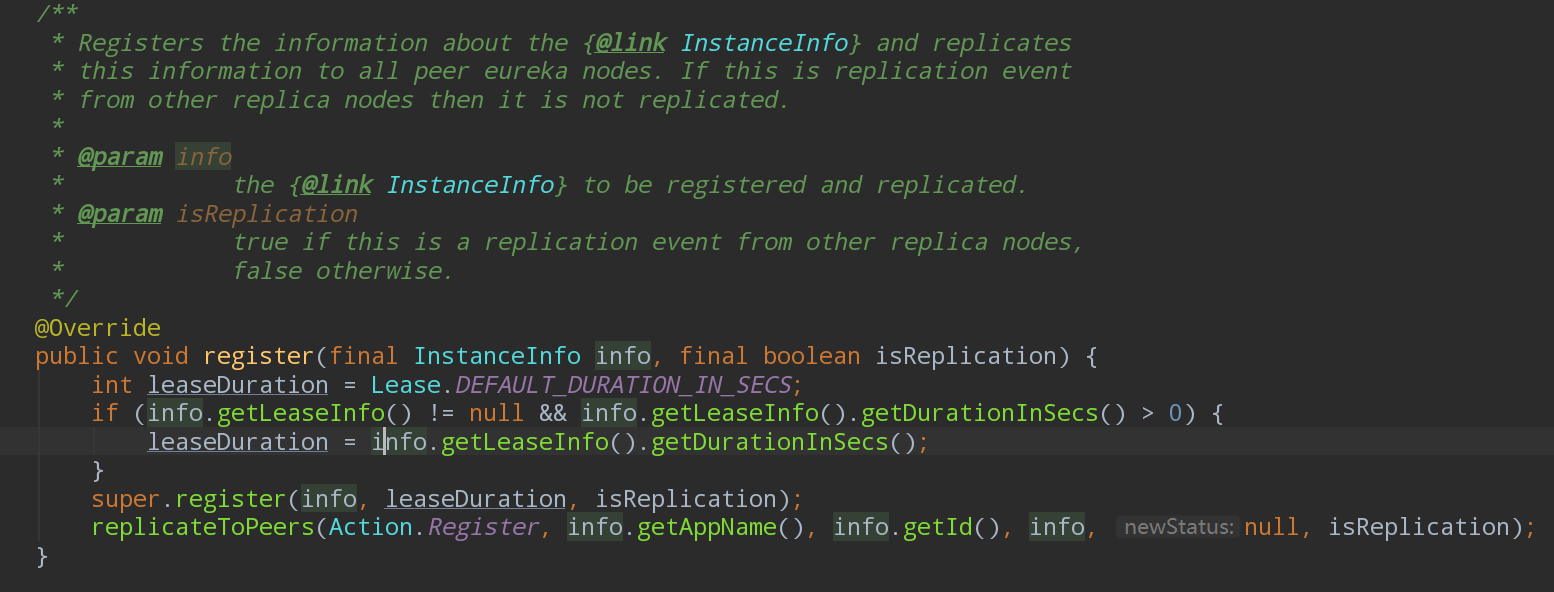 /**
 * Registers the information about the {@link InstanceInfo} and replicates
 * this information to all peer eureka nodes. If this is replication event
 * from other replica nodes then it is not replicated.
 *
 * @param info
 *            the {@link InstanceInfo} to be registered and replicated.
 * @param isReplication
 *            true if this is a replication event from other replica nodes,
 *            false otherwise.
 */
@Override
public void register(final InstanceInfo info, final boolean isReplication) {
    int leaseDuration = Lease.DEFAULT_DURATION_IN_SECS;
    if (info.getLeaseInfo() != null && info.getLeaseInfo().getDurationInSecs() > 0) {
        leaseDuration = info.getLeaseInfo().getDurationInSecs();
    }
    super.register(info, leaseDuration, isReplication);
    replicateToPeers(Action.Register, info.getAppName(), info.getId(), info, newStatus: null, isReplication);
}